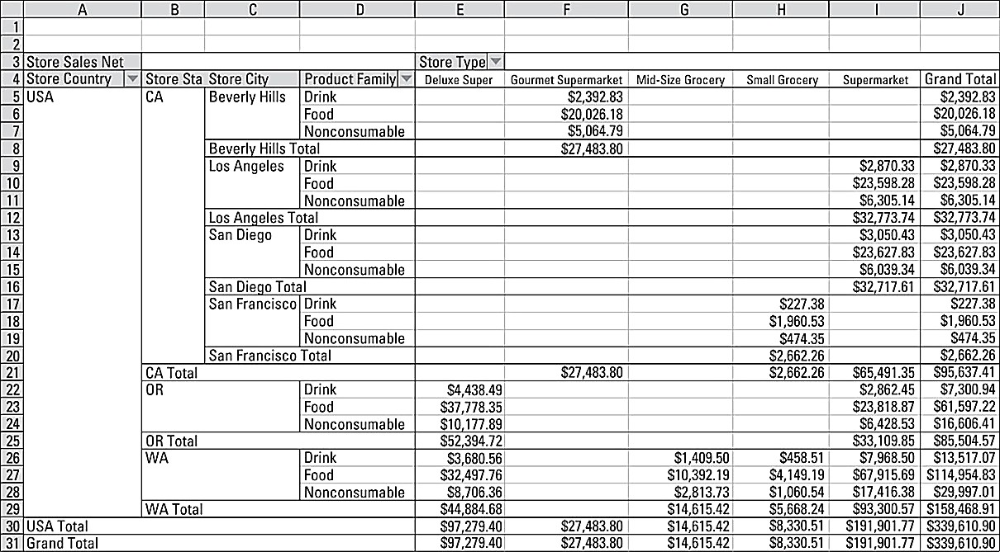 A B C D E F G H I J
1
2
3 Store Sales Net Store Type
4 Store Country Store Sta Store City Product Family Deluxe Super Gourmet Supermarket Mid-Size Grocery Small Grocery Supermarket Grand Total
5 USA CA Beverly Hills Drink $2,392.83 $2,392.83
6 Food $20,026.18 $20,026.18
7 Nonconsumable $5,064.79 $5,064.79
8 Beverly Hills Total $27,483.80 $27,483.80
9 Los Angeles Drink $2,870.33 $2,870.33
10 Food $23,598.28 $23,598.28
11 Nonconsumable $6,305.14 $6,305.14
12 Los Angeles Total $32,773.74 $32,773.74
13 San Diego Drink $3,050.43 $3,050.43
14 Food $23,627.83 $23,627.83
15 Nonconsumable $6,039.34 $6,039.34
16 San Diego Total $32,717.61 $32,717.61
17 San Francisco Drink $227.38 $227.38
18 Food $1,960.53 $1,960.53
19 Nonconsumable $474.35 $474.35
20 San Francisco Total $2,662.26 $2,662.26
21 CA Total $27,483.80 $2,662.26 $65,491.35 $95,637.41
22 OR Drink $4,438.49 $2,862.45 $7,300.94
23 Food $37,778.35 $23,818.87 $61,597.22
24 Nonconsumable $10,177.89 $6,428.53 $16,606.41
25 OR Total $52,394.72 $33,109.85 $85,504.57
26 WA Drink $3,680.56 $1,409.50 $458.51 $7,968.50 $13,517.07
27 Food $32,497.76 $10,392.19 $4,149.19 $67,915.69 $114,954.83
28 Nonconsumable $8,706.36 $2,813.73 $1,060.54 $17,416.38 $29,997.01
29 WA Total $44,884.68 $14,615.42 $5,668.24 $93,300.57 $158,468.91
30 USA Total $97,279.40 $27,483.80 $14,615.42 $8,330.51 $191,901.77 $339,610.90
31 Grand Total $97,279.40 $27,483.80 $14,615.42 $8,330.51 $191,901.77 $339,610.90